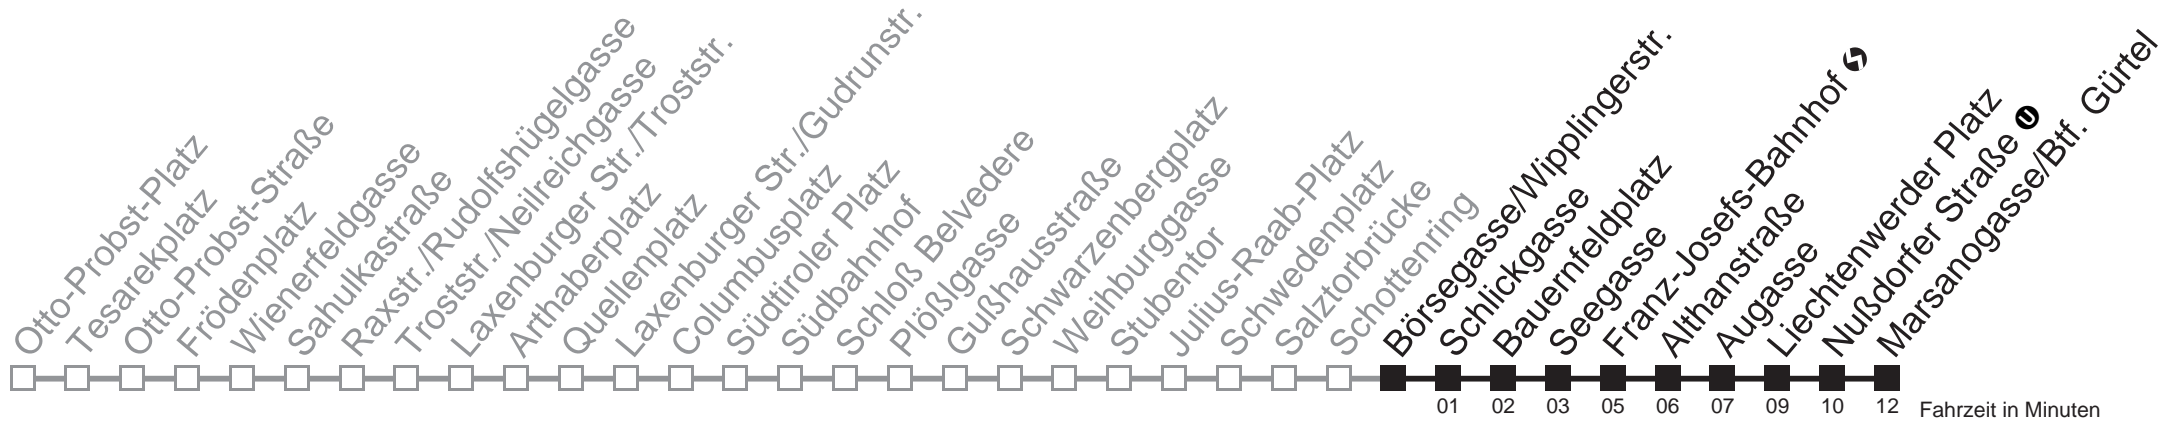 Otto-Probst-Platz
Tesarekplatz
Otto-Probst-Straße
Frödenplatz
Wienerfeldgasse
Sahulkastraße
Raxstr./Rudolfshügelgasse
Troststr./Neilreichgasse
Laxenburger Str./Troststr.
Arthaberplatz
Quellenplatz
Laxenburger Str./Gudrunstr.
Columbusplatz
Südtiroler Platz
Südbahnhof
Schloß Belvedere
Plößlgasse
Gußhausstraße
Schwarzenbergplatz
Weihburggasse
Stubentor
Julius-Raab-Platz
Schwedenplatz
Salztorbrücke
Schottenring
Börsegasse/Wipplingerstr.
Schlickgasse
Bauernfeldplatz
Seegasse
Franz-Josefs-Bahnhof
Althanstraße
Augasse
Liechtenwerder Platz
Nußdorfer Straße U
Marsanogasse/Btf. Gürtel
01 02 03 05 06 07 09 10 12 Fahrzeit in Minuten